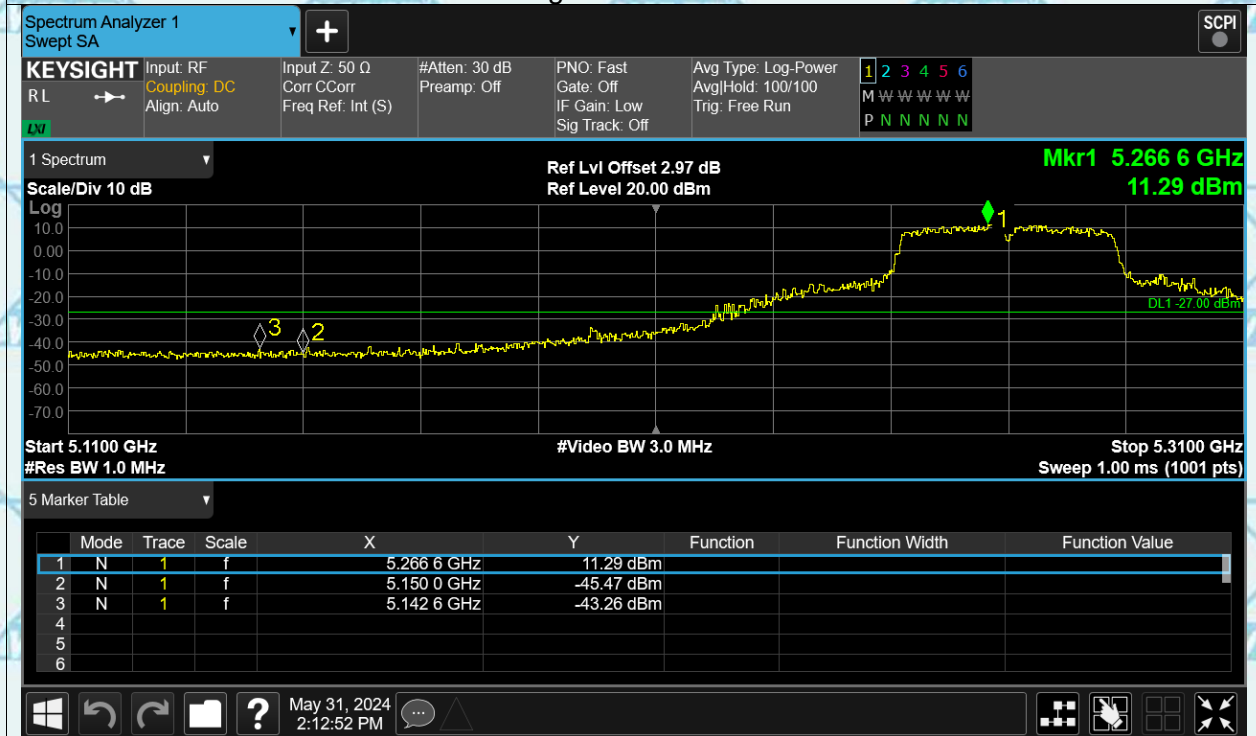 Spectrum Analyzer 1
Swept SA
SCPI
KEYSIGHT
R L
LXI
Input: RF
Coupling: DC
Align: Auto
Input Z: 50 Ω
Corr CCorr
Freq Ref: Int (S)
#Atten: 30 dB
Preamp: Off
PNO: Fast
Gate: Off
IF Gain: Low
Sig Track: Off
Avg Type: Log-Power
Avg|Hold: 100/100
Trig: Free Run
1 2 3 4 5 6
M W W W W W
P N N N N N
1 Spectrum
Scale/Div 10 dB
Ref Lvl Offset 2.97 dB
Ref Level 20.00 dBm
Mkr1 5.266 6 GHz
11.29 dBm
Log
10.0
0.00
-10.0
-20.0
-30.0
-40.0
-50.0
-60.0
-70.0
1
DL1 -27.00 dBm
3
2
Start 5.1100 GHz
#Video BW 3.0 MHz
Stop 5.3100 GHz
#Res BW 1.0 MHz
Sweep 1.00 ms (1001 pts)
5 Marker Table
Mode Trace Scale X Y Function Function Width Function Value
1 N 1 f 5.266 6 GHz 11.29 dBm
2 N 1 f 5.150 0 GHz -45.47 dBm
3 N 1 f 5.142 6 GHz -43.26 dBm
4
5
6
?
May 31, 2024
2:12:52 PM